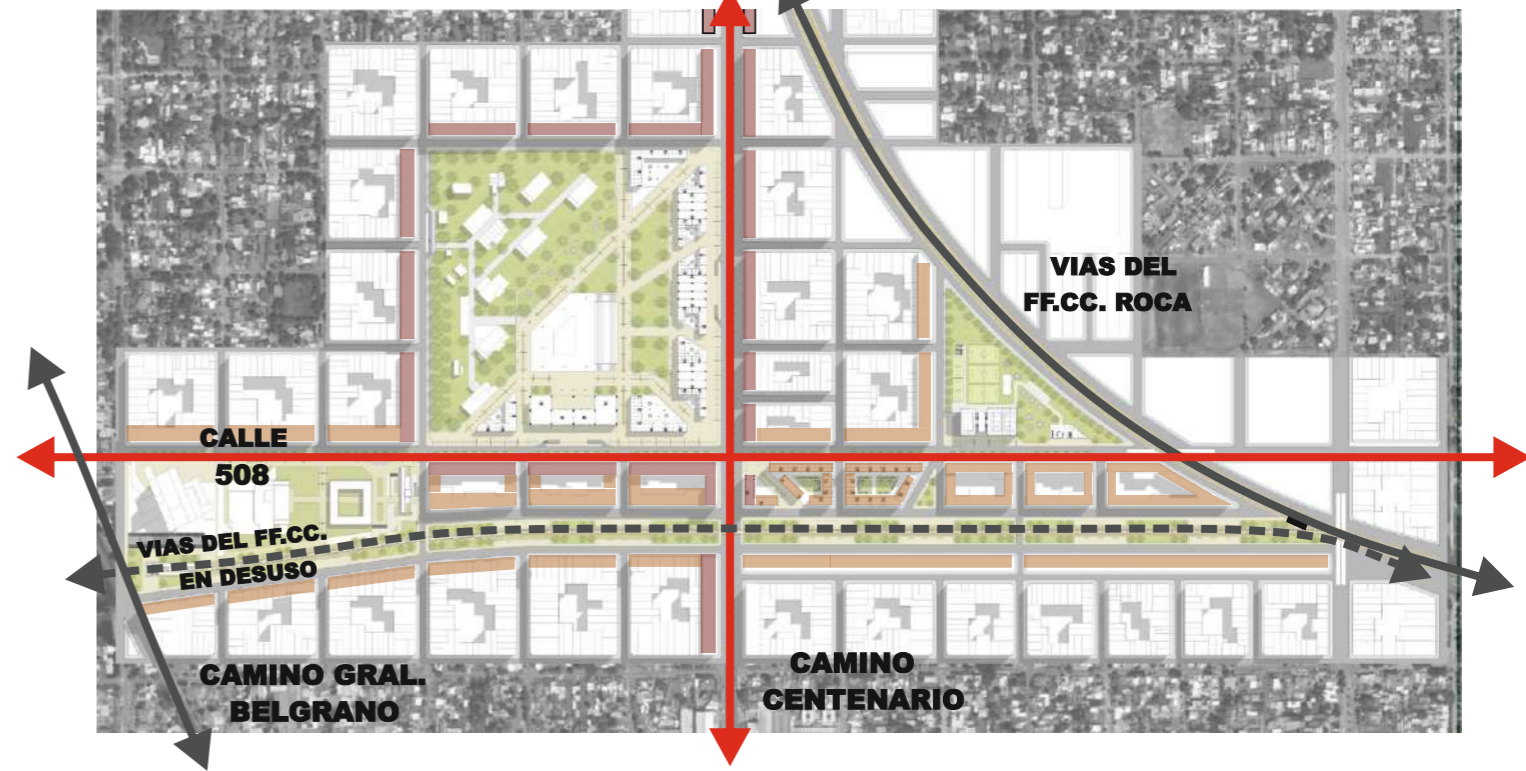 VIAS DEL
FF.CC. ROCA
CALLE
508
VIAS DEL FF.CC.
EN DESUSO
CAMINO GRAL.
BELGRANO
CAMINO
CENTENARIO